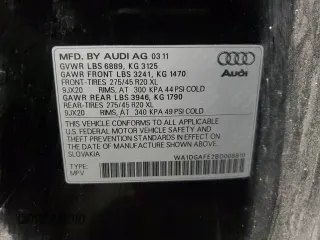 MFD. BY AUDI AG 03 11
GVWR LBS 6889, KG 3125
GAWR FRONT LBS 3241, KG 1470
FRONT-TIRES 275/45 R20 XL
9JX20 RIMS, AT 300 KPA 44 PSI COLD
GAWR REAR LBS 3946, KG 1790
REAR-TIRES 275/45 R20 XL
9JX20 RIMS, AT 340 KPA 49 PSI COLD
Audi
THIS VEHICLE CONFORMS TO ALL APPLICABLE
U.S. FEDERAL MOTOR VEHICLE SAFETY AND
THEFT PREVENTION STANDARDS IN EFFECT ON
THE DATE OF MANUFACTURE SHOWN ABOVE.
SLOVAKIA
TYPE:
MPV